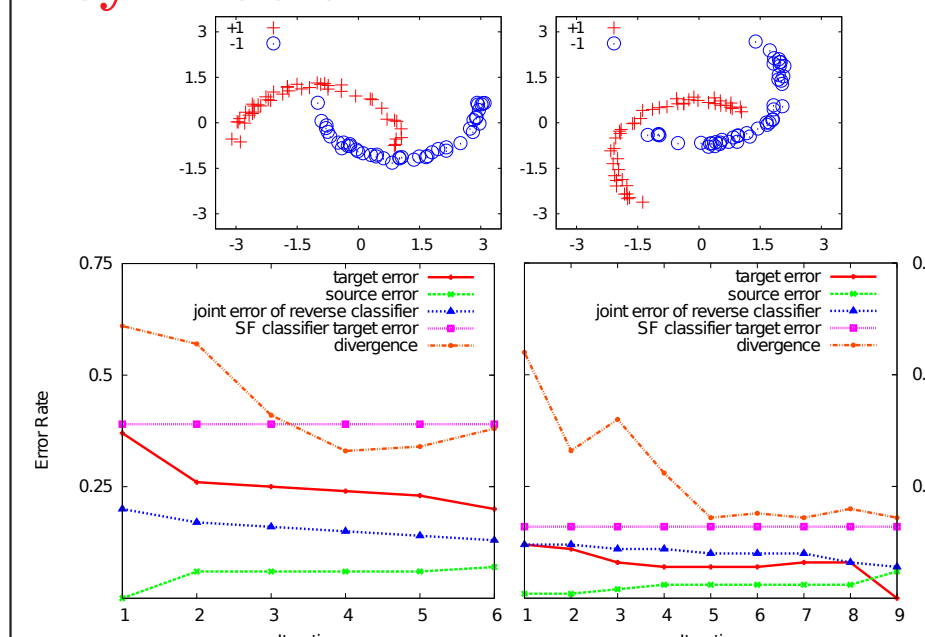 +1
-1
3
1.5
0
-1.5
-3
-3 -1.5 0 1.5 3
+1
-1
3
1.5
0
-1.5
-3
-3 -1.5 0 1.5 3
0.75
0.5
0.25
Error Rate
target error
source error
joint error of reverse classifier
SF classifier target error
divergence
1 2 3 4 5 6
target error
source error
joint error of reverse classifier
SF classifier target error
divergence
0.
0.
0.
1 2 3 4 5 6 7 8 9